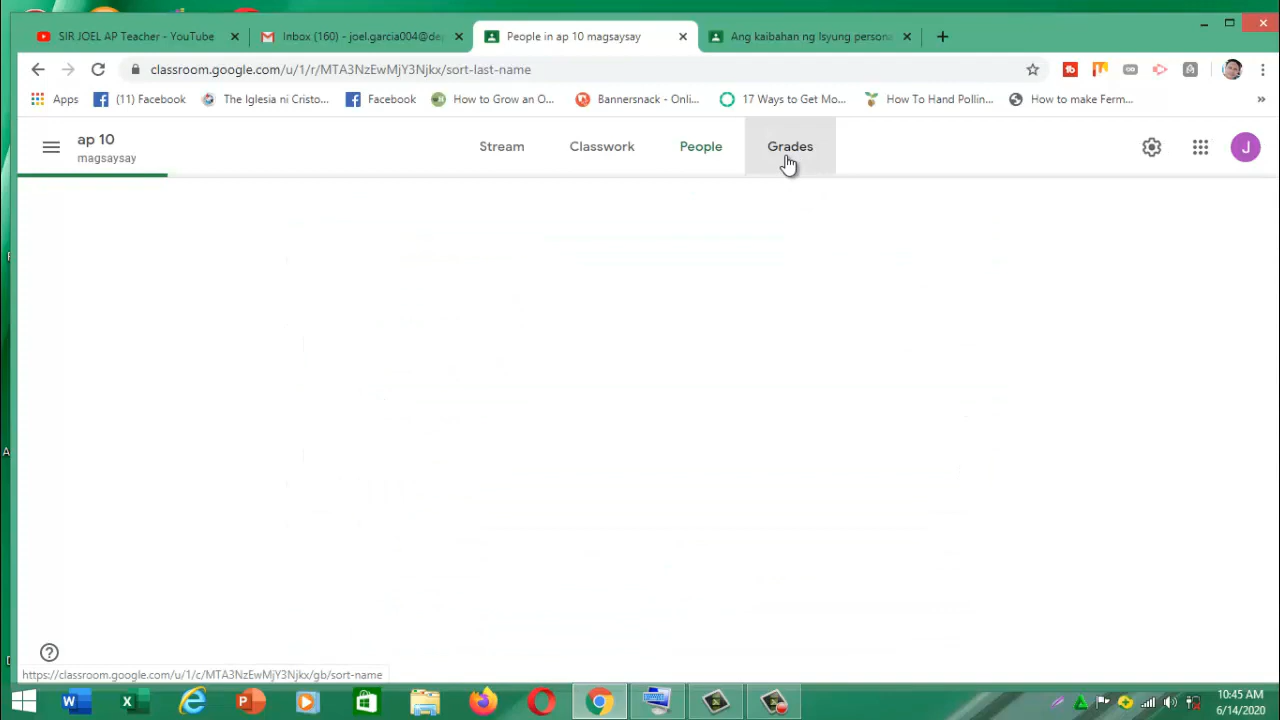 SIR JOEL AP Teacher - YouTube
Inbox (160) - joel.garcia004@de
People in ap 10 magsaysay
Ang kaibahan ng Isyung persona
classroom.google.com/u/1/r/MTA3NzEwMjY3Njkx/sort-last-name
Apps
(11) Facebook
The Iglesia ni Cristo...
Facebook
How to Grow an O...
Bannersnack - Onli...
17 Ways to Get Mo...
How To Hand Pollin...
How to make Ferm...
ap 10
magsaysay
Stream
Classwork
People
Grades
J
https://classroom.google.com/u/1/c/MTA3NzEwMjY3Njkx/gb/sort-name
10:45 AM
6/14/2020